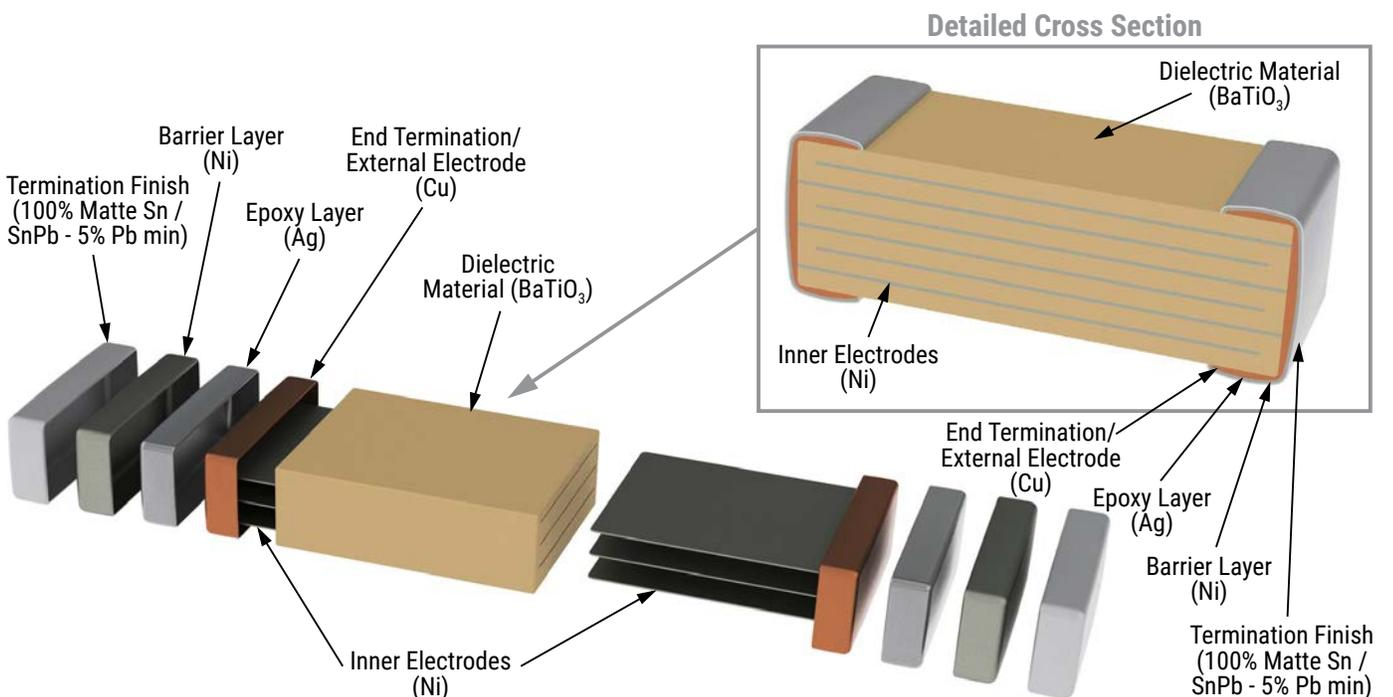 Detailed Cross Section
Dielectric Material
(BaTiO₃)
Inner Electrodes
(Ni)
Barrier Layer
(Ni)
End Termination/
External Electrode
(Cu)
Termination Finish
(100% Matte Sn /
SnPb - 5% Pb min)
Epoxy Layer
(Ag)
Dielectric
Material (BaTiO₃)
End Termination/
External Electrode
(Cu)
Epoxy Layer
(Ag)
Barrier Layer
(Ni)
Termination Finish
(100% Matte Sn /
SnPb - 5% Pb min)
Inner Electrodes
(Ni)